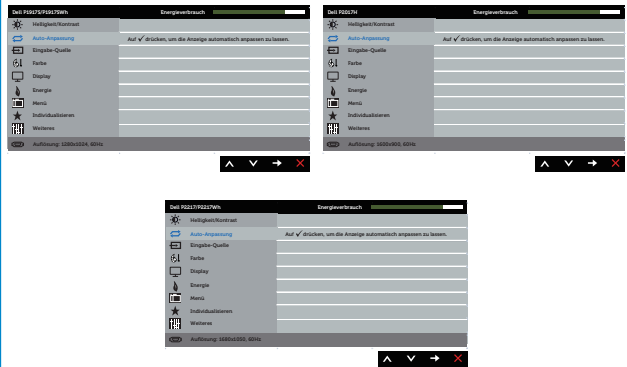 Dell P1917S/P1917SWh Energieverbrauch
Helligkeit/Kontrast
Auto-Anpassung Auf ✓ drücken, um die Anzeige automatisch anpassen zu lassen.
Eingabe-Quelle
Farbe
Display
Energie
Menü
Individualisieren
Weiteres
Auflösung: 1280x1024, 60Hz
Dell P2017H Energieverbrauch
Helligkeit/Kontrast
Auto-Anpassung Auf ✓ drücken, um die Anzeige automatisch anpassen zu lassen.
Eingabe-Quelle
Farbe
Display
Energie
Menü
Individualisieren
Weiteres
Auflösung: 1600x900, 60Hz
Dell P2217/P2217Wh Energieverbrauch
Helligkeit/Kontrast
Auto-Anpassung Auf ✓ drücken, um die Anzeige automatisch anpassen zu lassen.
Eingabe-Quelle
Farbe
Display
Energie
Menü
Individualisieren
Weiteres
Auflösung: 1680x1050, 60Hz